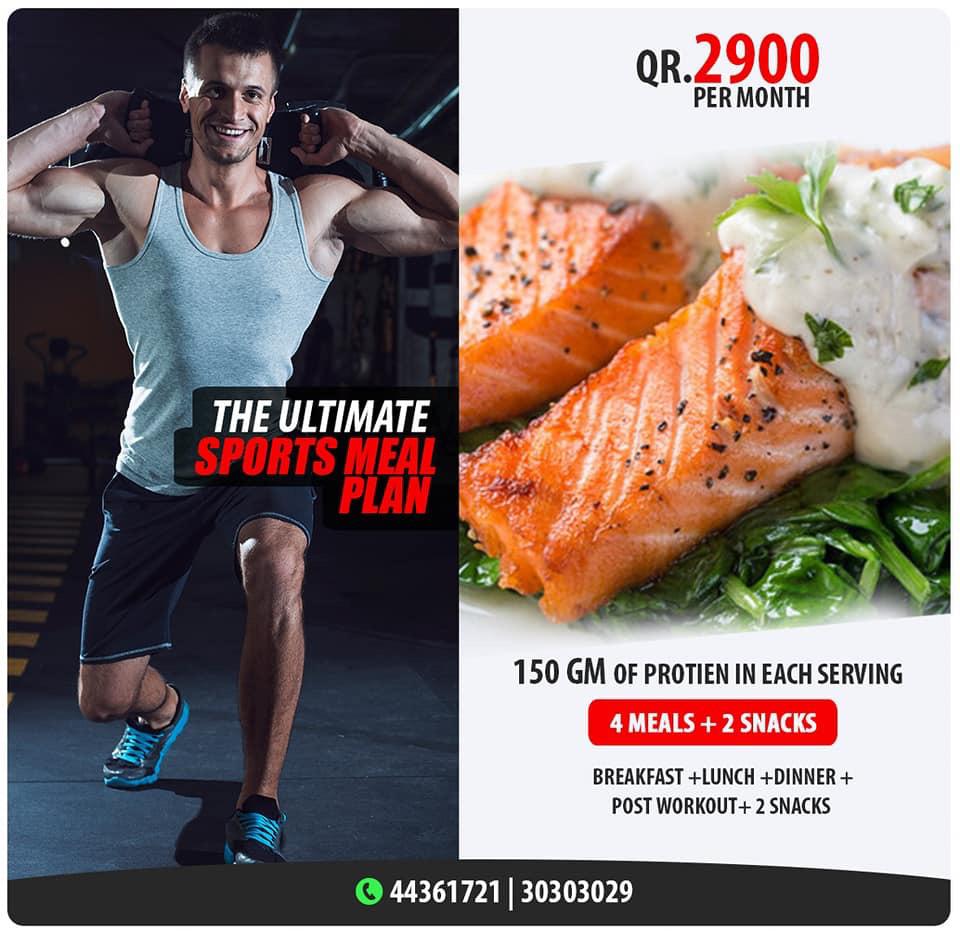 THE ULTIMATE
SPORTS MEAL
PLAN
QR.2900
PER MONTH
150 GM OF PROTIEN IN EACH SERVING
4 MEALS + 2 SNACKS
BREAKFAST +LUNCH +DINNER +
POST WORKOUT+ 2 SNACKS
44361721 | 30303029